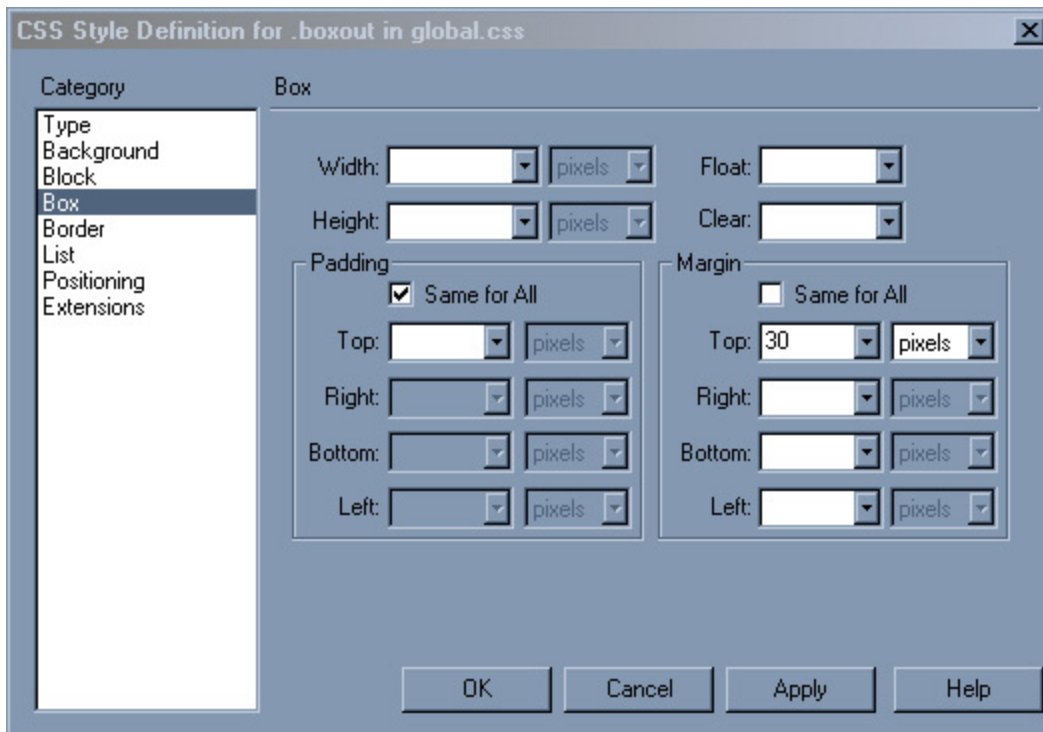 CSS Style Definition for .boxout in global.css
Category
Box
Type
Background
Block
Box
Border
List
Positioning
Extensions
Width: pixels Float:
Height: pixels Clear:
Padding Margin
Same for All Same for All
Top: pixels Top: 30 pixels
Right: pixels Right: pixels
Bottom: pixels Bottom: pixels
Left: pixels Left: pixels
OK Cancel Apply Help